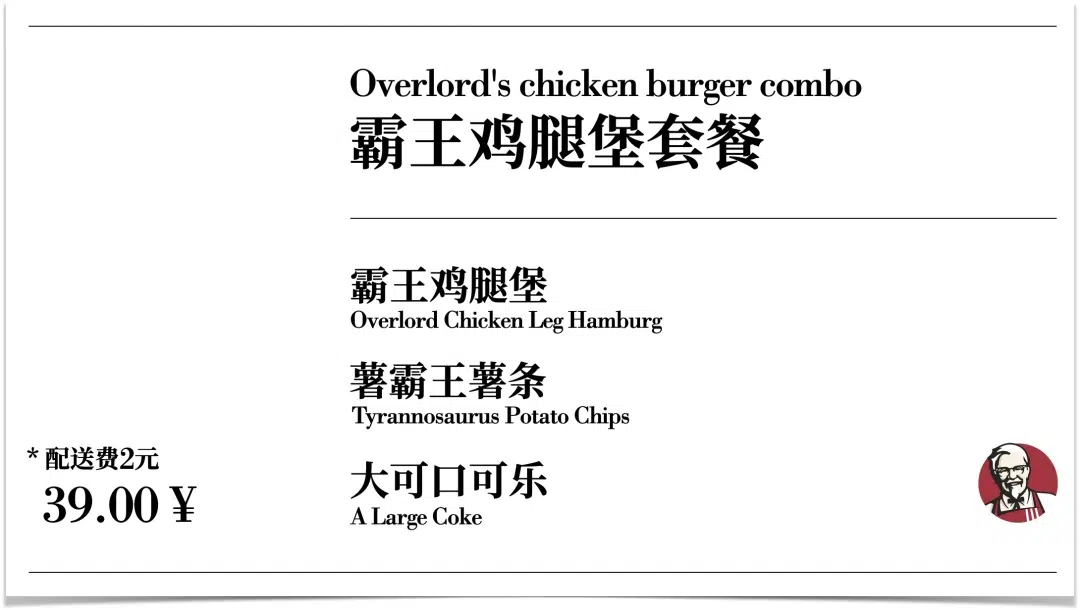 Overlord's chicken burger combo
霸王鸡腿堡套餐
霸王鸡腿堡
Overlord Chicken Leg Hamburg
薯霸王薯条
Tyrannosaurus Potato Chips
大可口可乐
A Large Coke
* 配送费2元
39.00 ¥